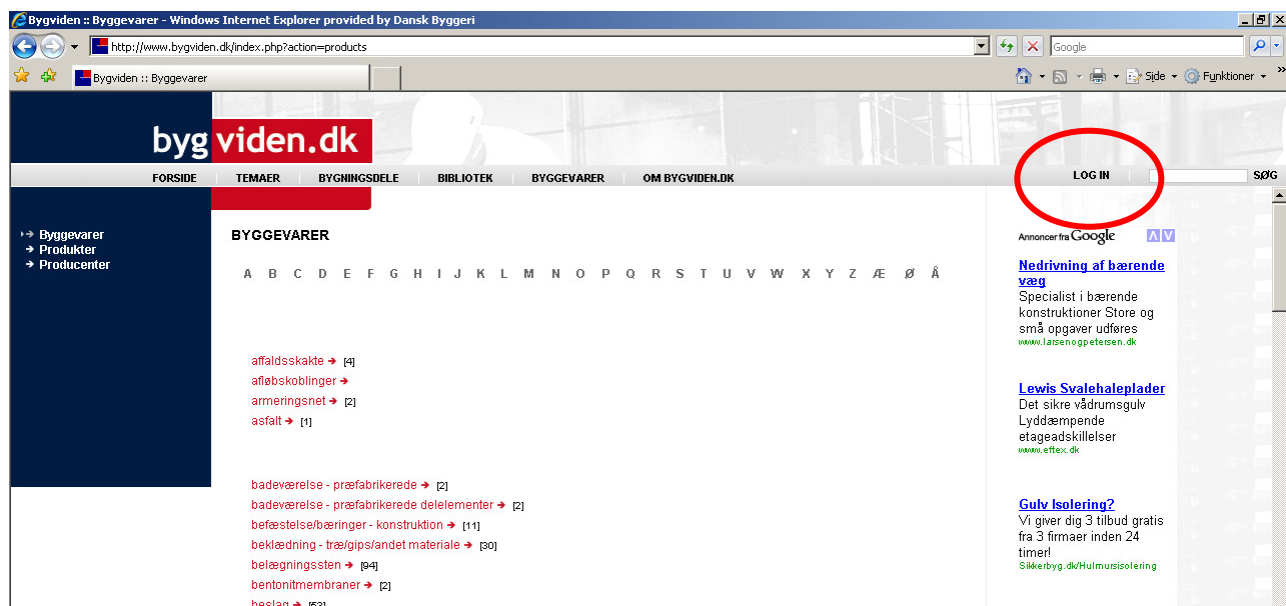 Bygviden :: Byggevarer - Windows Internet Explorer provided by Dansk Byggeri
http://www.bygviden.dk/index.php?action=products
Google
Bygviden :: Byggevarer
Side
Funktioner
»
bygviden.dk
FORSIDE TEMAER BYGNINGSDELE BIBLIOTEK BYGGEVARER OM BYGVIDEN.DK LOG IN SØG
Byggevarer
Produkter
Producenter
BYGGEVARER
A B C D E F G H I J K L M N O P Q R S T U V W X Y Z Æ Ø Å
affaldsskakte [4]
afløbskoblinger
armeringsnet [2]
asfalt [1]
badeværelse - præfabrikerede [2]
badeværelse - præfabrikerede delelementer [2]
befæstelse/bæringer - konstruktion [11]
beklædning - træ/gips/andet materiale [30]
belægningssten [94]
bentonitmembraner [2]
beslag [53]
Annoncer fra Google
Nedrivning af bærende
væg
Specialist i bærende
konstruktioner Store og
små opgaver udføres
www.larsenogpetersen.dk
Lewis Svalehaleplader
Det sikre vådrumsgulv
Lyddæmpende
etageadskillelser
www.eftex.dk
Gulv Isolering?
Vi giver dig 3 tilbud gratis
fra 3 firmaer inden 24
timer!
Sikkerbyg.dk/Hulmursisolering